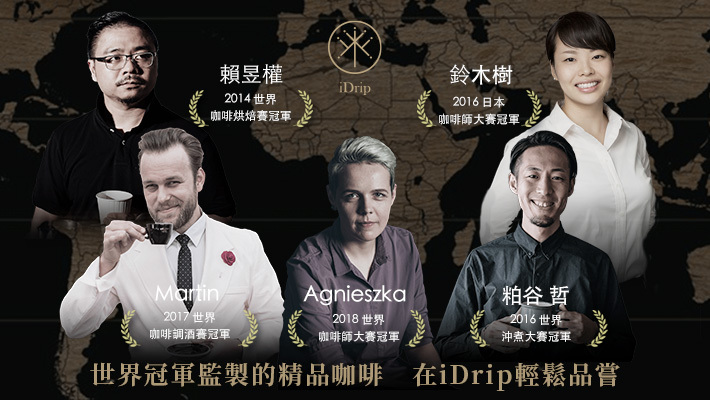 iDrip
賴昱權
2014 世界
咖啡烘焙賽冠軍
鈴木樹
2016 日本
咖啡師大賽冠軍
Martin
2017 世界
咖啡調酒賽冠軍
Agnieszka
2018 世界
咖啡師大賽冠軍
粕谷 哲
2016 世界
沖煮大賽冠軍
世界冠軍監製的精品咖啡 在iDrip輕鬆品嘗